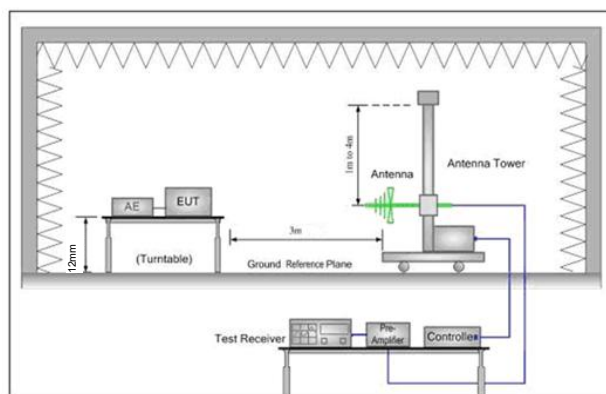 1m to 4m
Antenna
Antenna Tower
AE
EUT
12mm
(Turntable)
3m
Ground Reference Plane
Test Receiver
Pre-
Amplifier
Controller